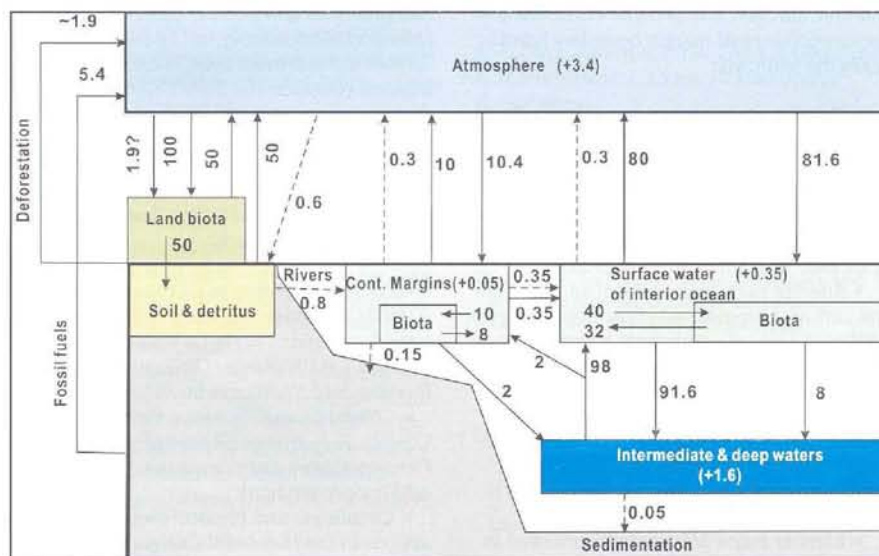 ~1.9
5.4
Atmosphere (+3.4)
Deforestation
Fossil fuels
1.9?
100
50
50
0.6
0.3
10
10.4
0.3
80
81.6
Land biota
50
Soil & detritus
Rivers
0.8
Cont. Margins(+0.05)
Biota
10
8
0.15
0.35
0.35
Surface water (+0.35)
of interior ocean
40
32
Biota
2
2
98
91.6
8
Intermediate & deep waters
(+1.6)
0.05
Sedimentation